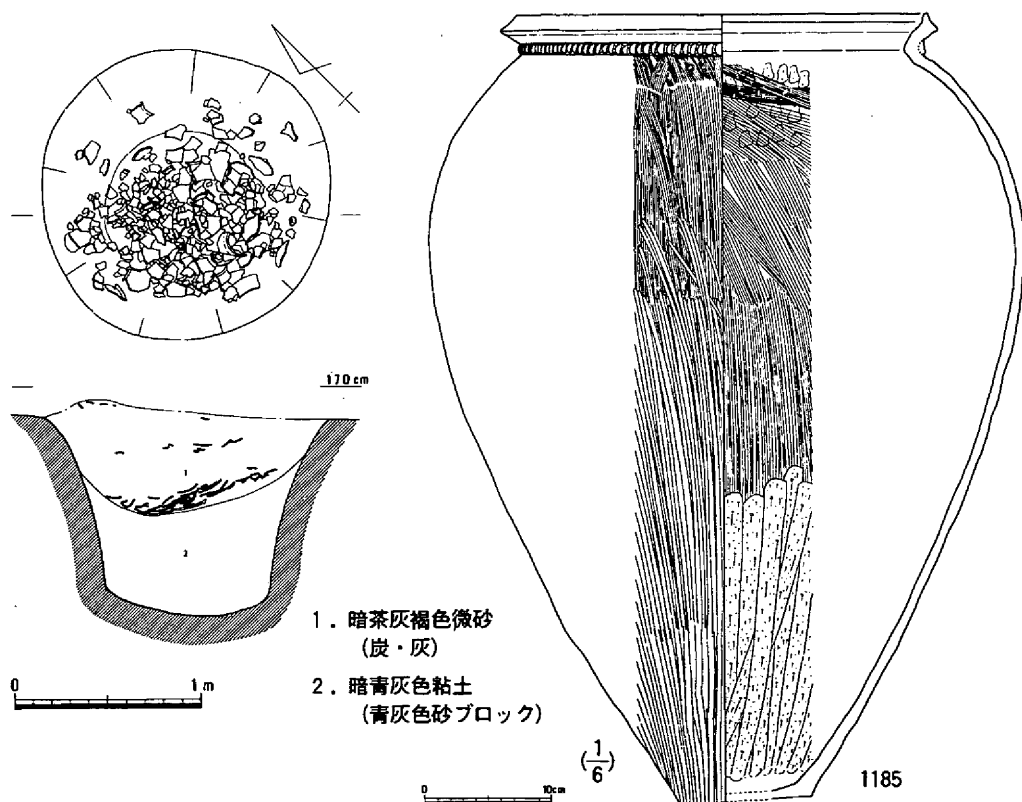 170cm
1
2
0 1m
1. 暗茶灰褐色微砂
(炭・灰)
2. 暗青灰色粘土
(青灰色砂ブロック)
(1/6)
0 10cm
1185